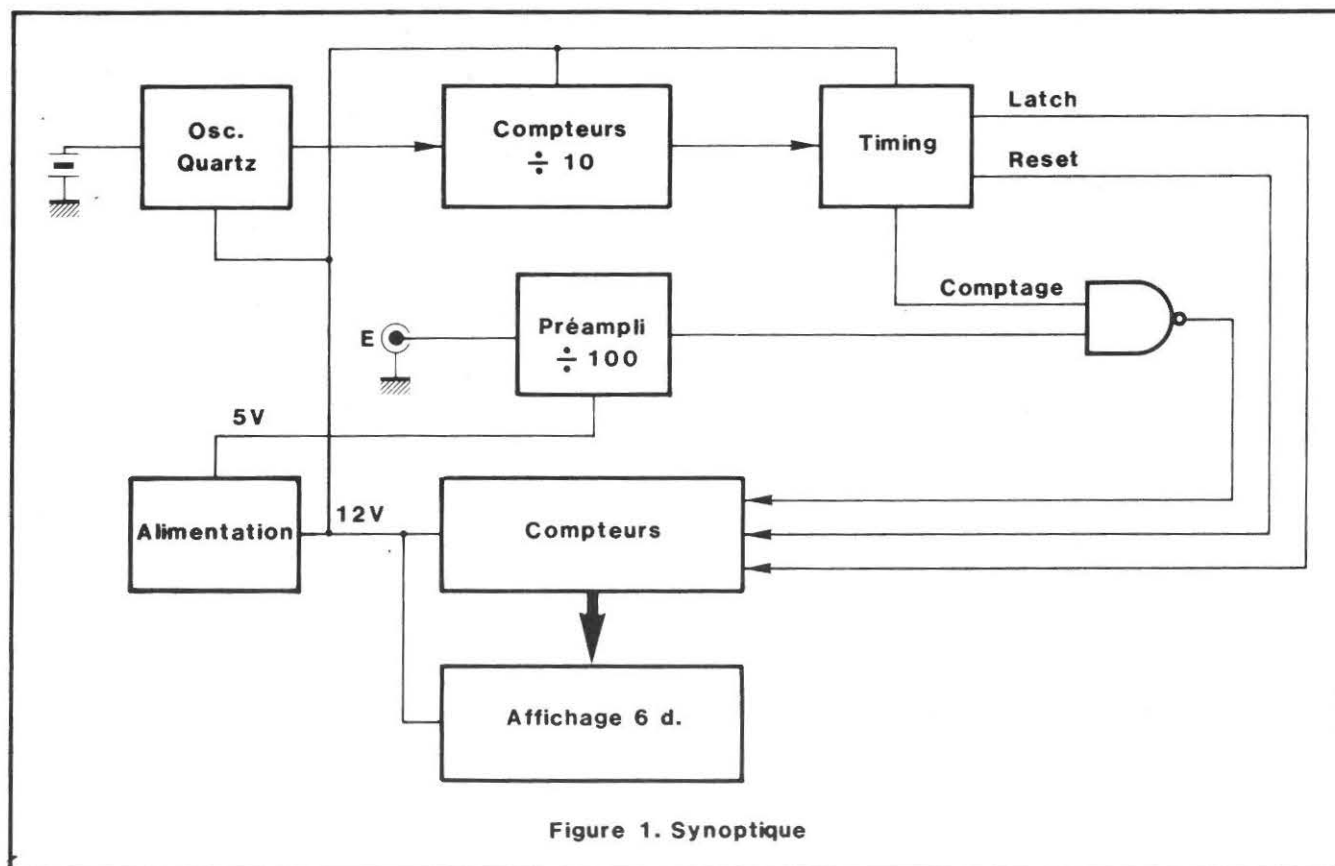 Osc.
Quartz
Compteurs
÷ 10
Timing
Latch
Reset
Comptage
E
Préampli
÷ 100
5V
Alimentation
12V
Compteurs
Affichage 6 d.
Figure 1. Synoptique